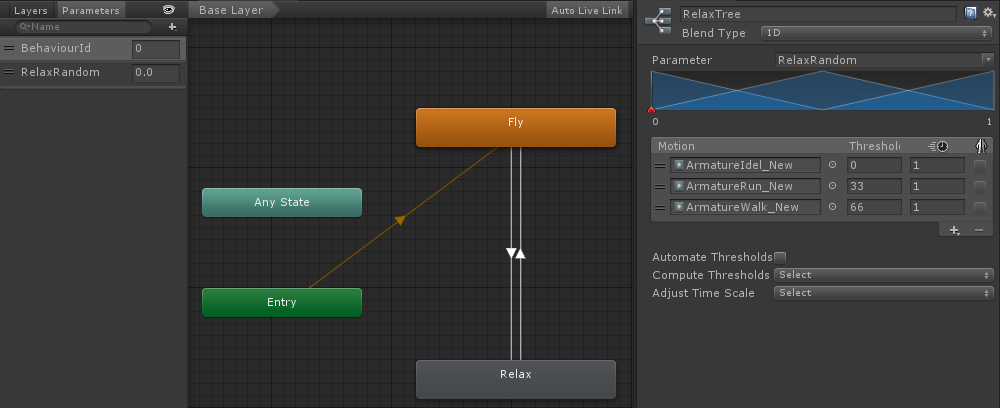 Layers Parameters
Name
BehaviourId 0
RelaxRandom 0.0
Base Layer Auto Live Link
Fly
Any State
Entry
Relax
RelaxTree
Blend Type 1D
Parameter RelaxRandom
0 1
Motion Threshol
ArmatureIdel_New 0 1
ArmatureRun_New 33 1
ArmatureWalk_New 66 1
+ −
Automate Thresholds
Compute Thresholds Select
Adjust Time Scale Select